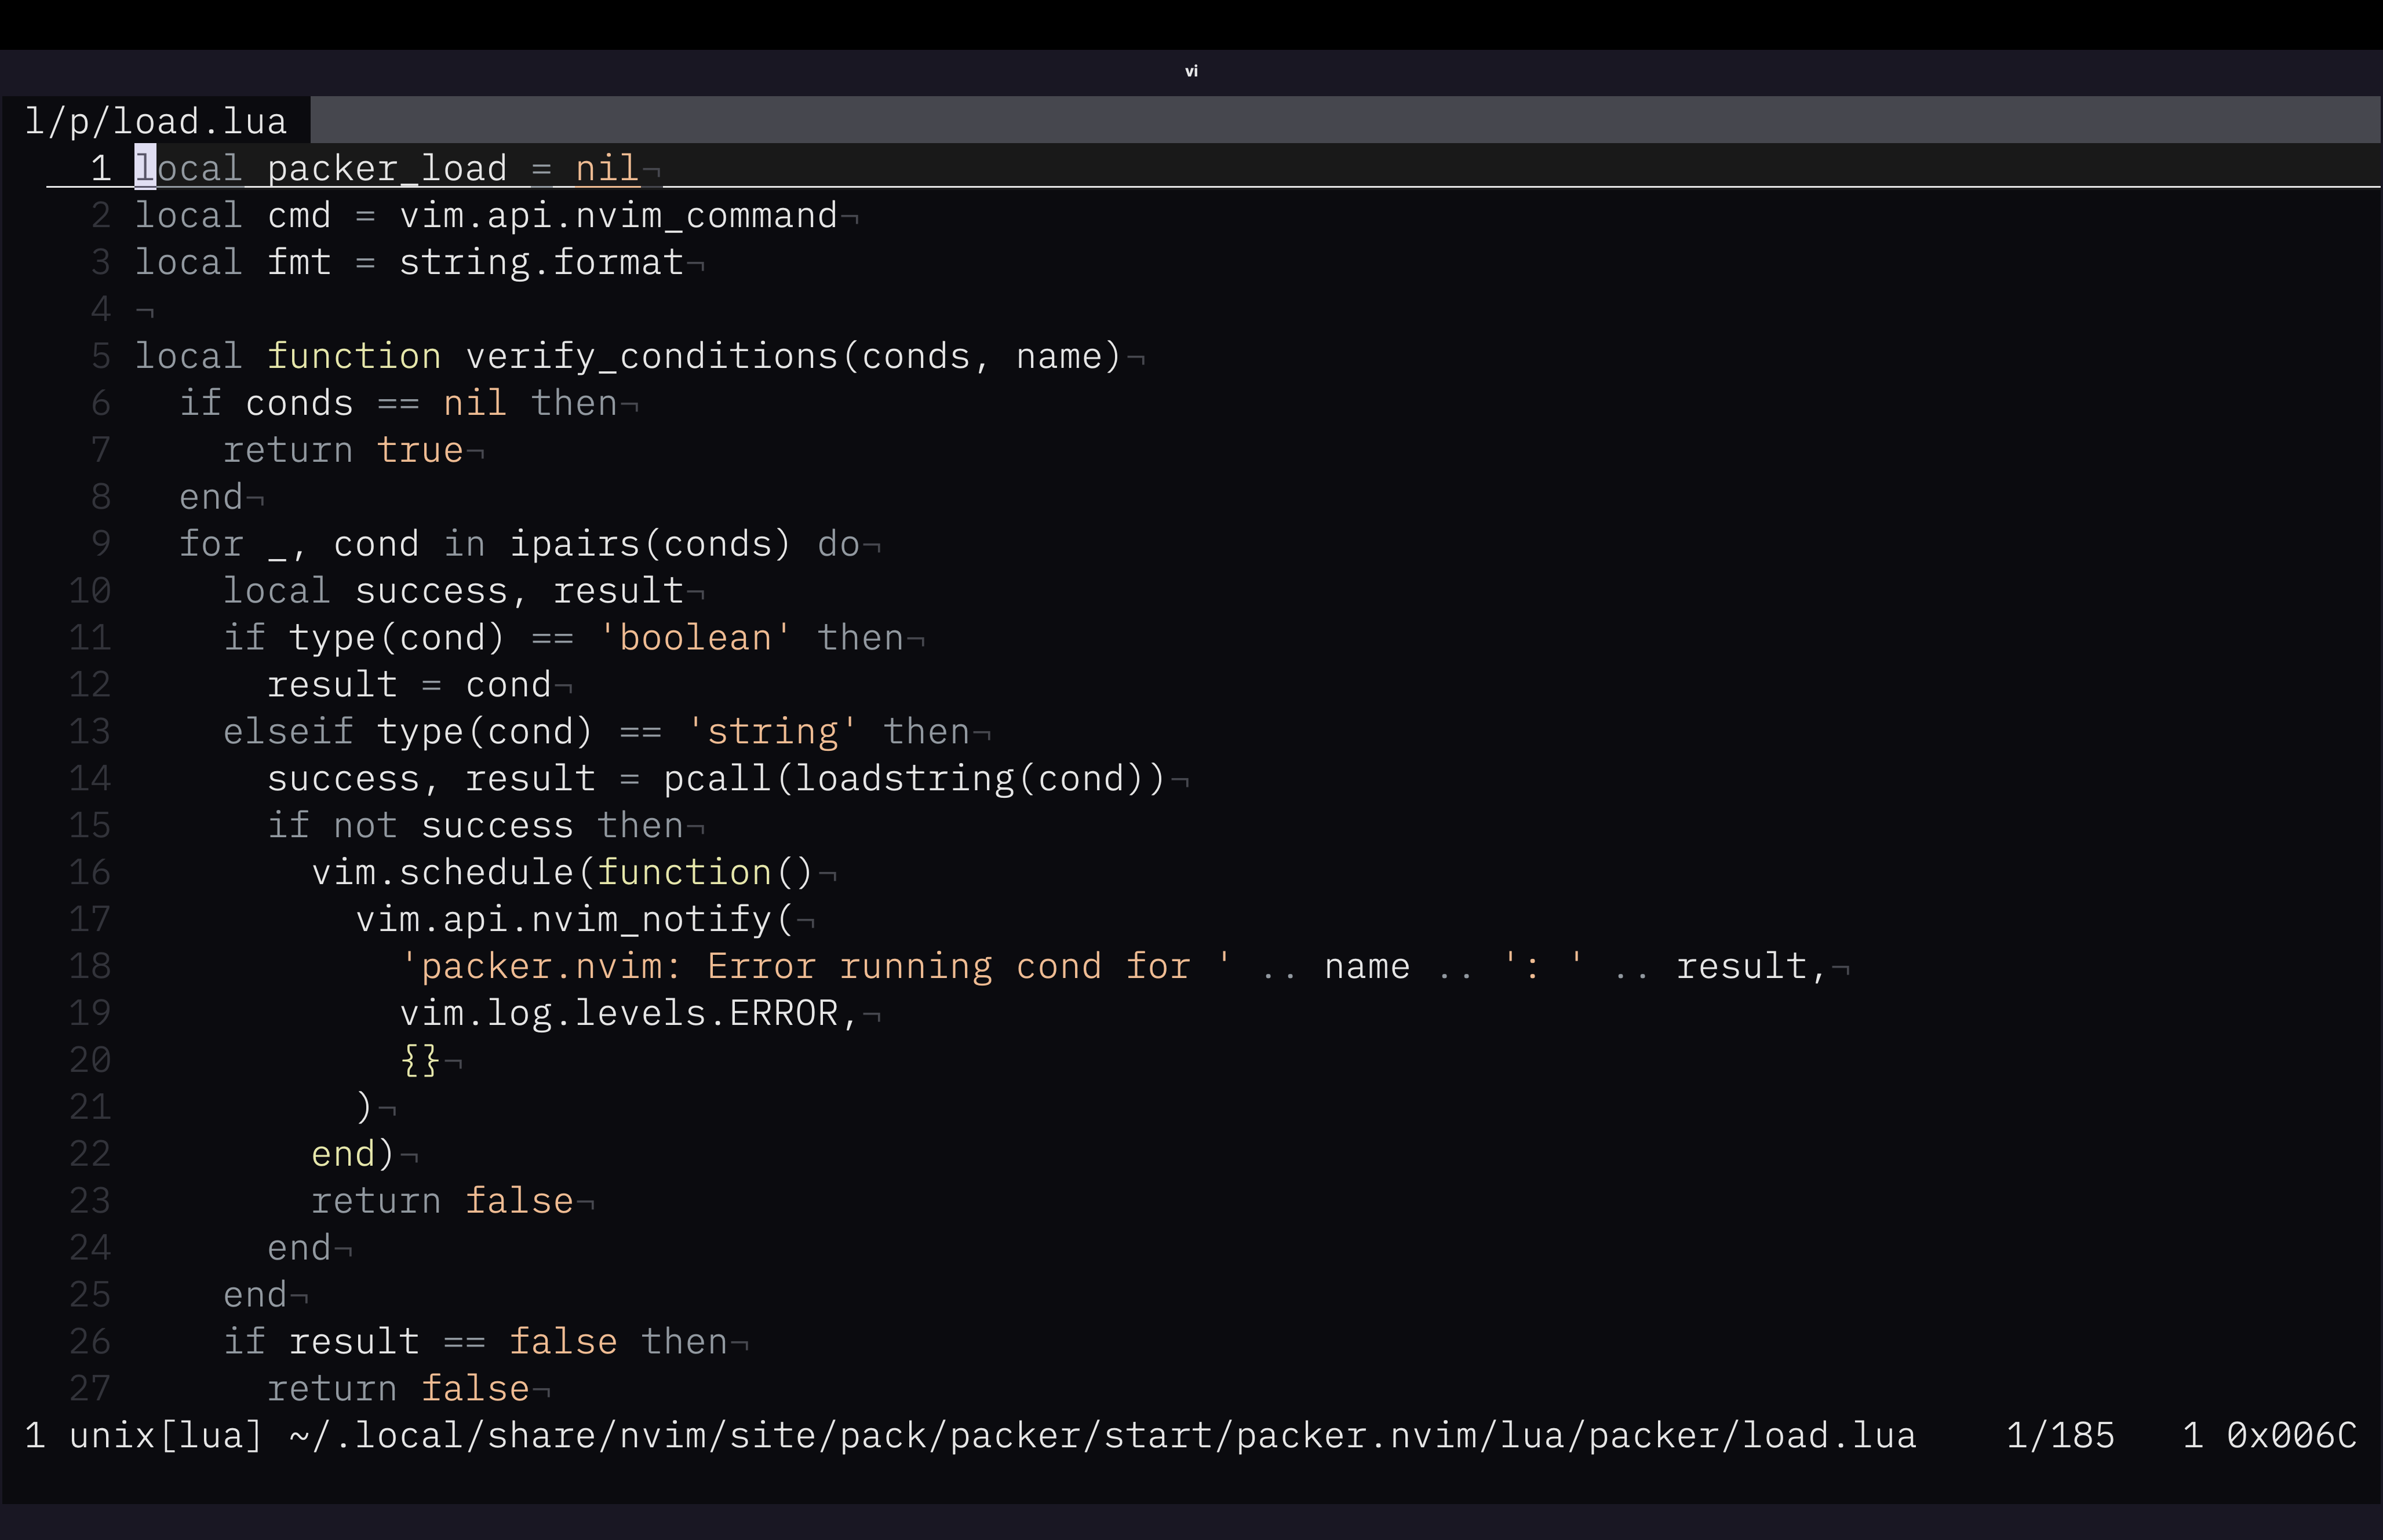 vi
l/p/load.lua
1 local packer_load = nil¬
2 local cmd = vim.api.nvim_command¬
3 local fmt = string.format¬
4 ¬
5 local function verify_conditions(conds, name)¬
6   if conds == nil then¬
7     return true¬
8   end¬
9   for _, cond in ipairs(conds) do¬
10     local success, result¬
11     if type(cond) == 'boolean' then¬
12       result = cond¬
13     elseif type(cond) == 'string' then¬
14       success, result = pcall(loadstring(cond))¬
15       if not success then¬
16         vim.schedule(function()¬
17           vim.api.nvim_notify(¬
18             'packer.nvim: Error running cond for ' .. name .. ': ' .. result,¬
19             vim.log.levels.ERROR,¬
20             {}¬
21           )¬
22         end)¬
23         return false¬
24       end¬
25     end¬
26     if result == false then¬
27       return false¬
1 unix[lua] ~/.local/share/nvim/site/pack/packer/start/packer.nvim/lua/packer/load.lua    1/185   1 0x006C